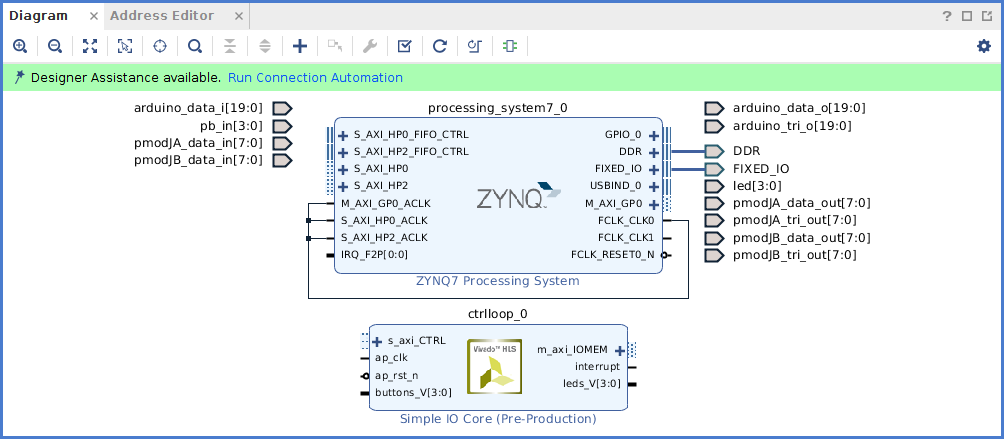 Diagram × Address Editor × ?
Designer Assistance available. Run Connection Automation
arduino_data_i[19:0]
pb_in[3:0]
pmodJA_data_in[7:0]
pmodJB_data_in[7:0]
processing_system7_0
S_AXI_HP0_FIFO_CTRL
S_AXI_HP2_FIFO_CTRL
S_AXI_HP0
S_AXI_HP2
M_AXI_GP0_ACLK
S_AXI_HP0_ACLK
S_AXI_HP2_ACLK
IRQ_F2P[0:0]
ZYNQ
GPIO_0
DDR
FIXED_IO
USBIND_0
M_AXI_GP0
FCLK_CLK0
FCLK_CLK1
FCLK_RESET0_N
ZYNQ7 Processing System
arduino_data_o[19:0]
arduino_tri_o[19:0]
DDR
FIXED_IO
led[3:0]
pmodJA_data_out[7:0]
pmodJA_tri_out[7:0]
pmodJB_data_out[7:0]
pmodJB_tri_out[7:0]
ctrlloop_0
s_axi_CTRL
ap_clk
ap_rst_n
buttons_V[3:0]
Vivado™ HLS
m_axi_IOMEM
interrupt
leds_V[3:0]
Simple IO Core (Pre-Production)